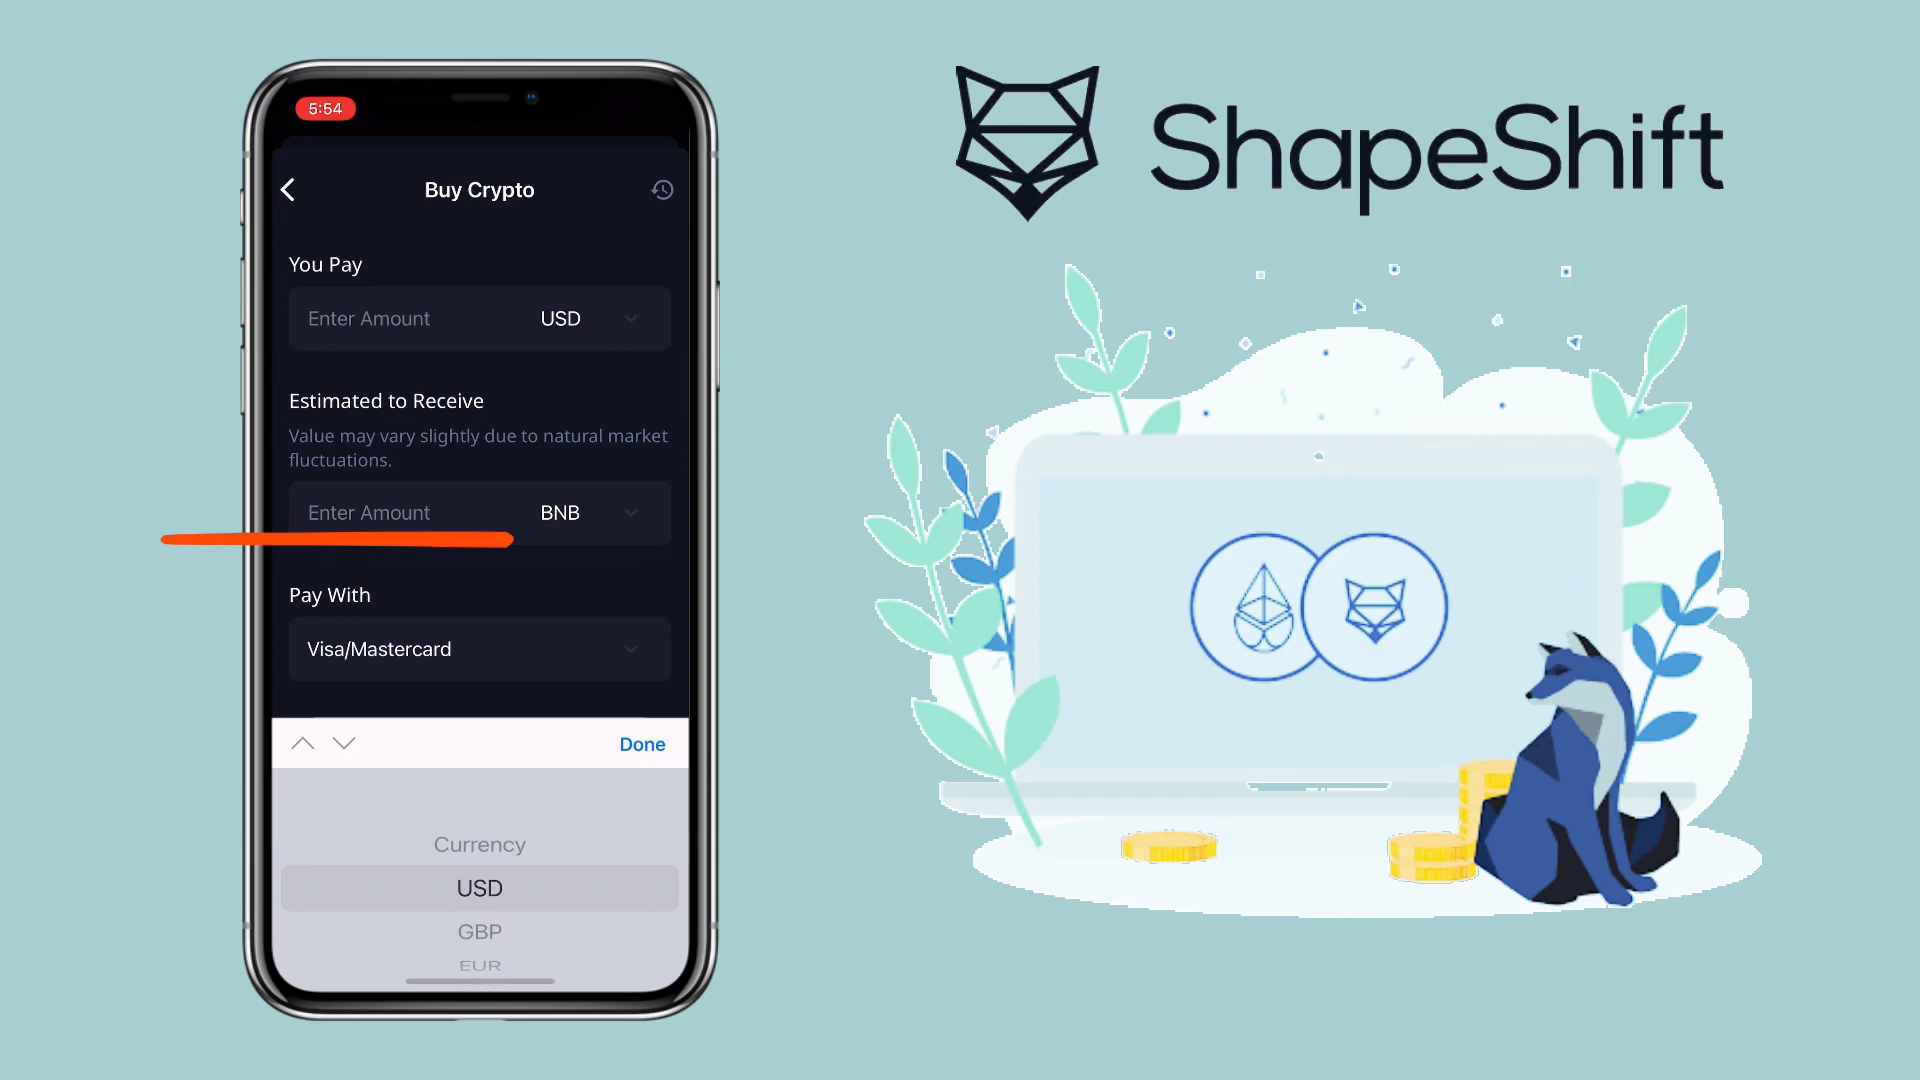 5:54
Buy Crypto
You Pay
Enter Amount USD
Estimated to Receive
Value may vary slightly due to natural market
fluctuations.
Enter Amount BNB
Pay With
Visa/Mastercard
Done
Currency
USD
GBP
EUR
ShapeShift